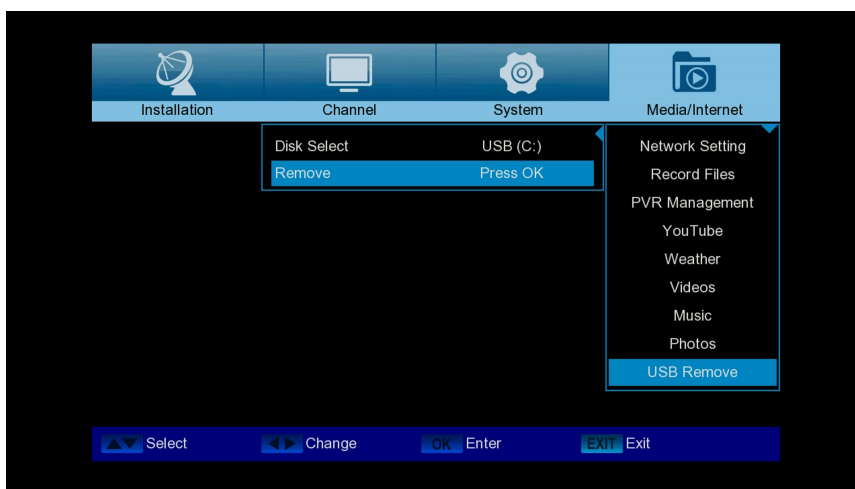 Installation Channel System Media/Internet
Disk Select USB (C:)
Remove Press OK
Network Setting
Record Files
PVR Management
YouTube
Weather
Videos
Music
Photos
USB Remove
Select Change OK Enter EXIT Exit